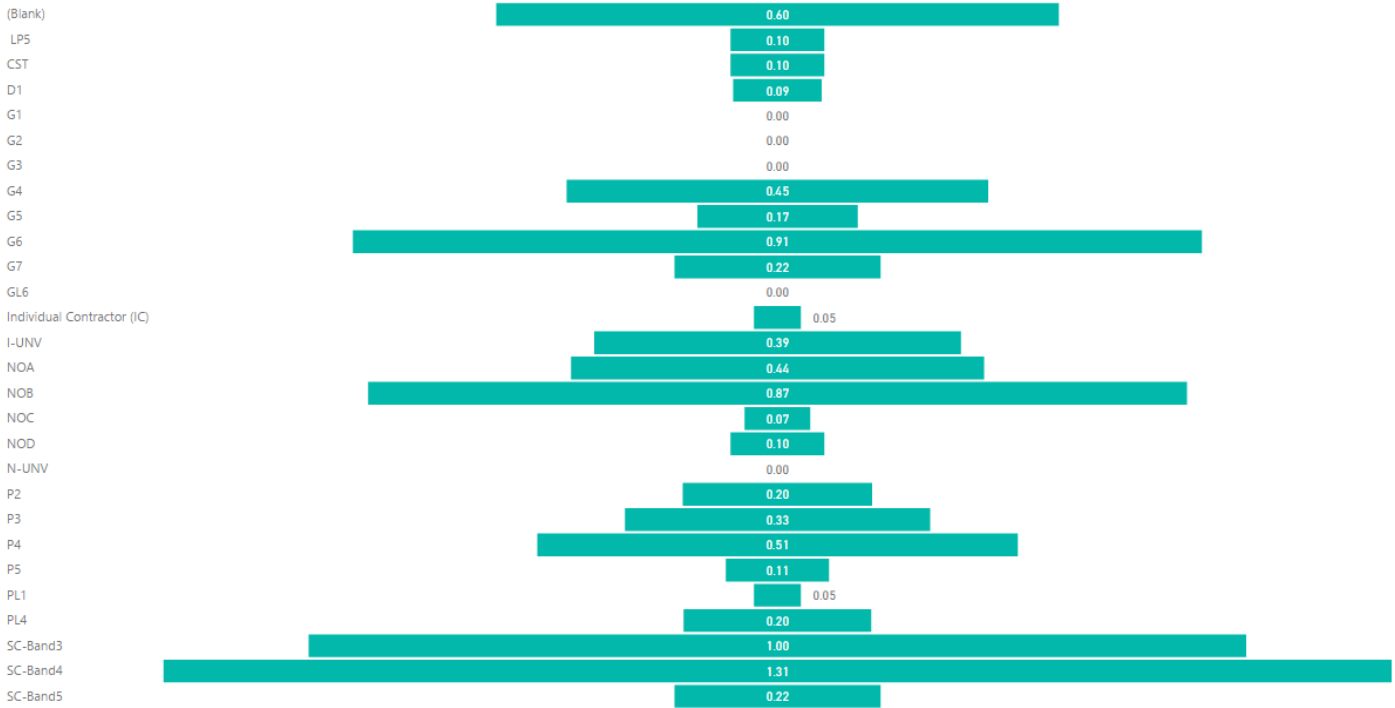 (Blank) 0.60
LP5 0.10
CST 0.10
D1 0.09
G1 0.00
G2 0.00
G3 0.00
G4 0.45
G5 0.17
G6 0.91
G7 0.22
GL6 0.00
Individual Contractor (IC) 0.05
I-UNV 0.39
NOA 0.44
NOB 0.87
NOC 0.07
NOD 0.10
N-UNV 0.00
P2 0.20
P3 0.33
P4 0.51
P5 0.11
PL1 0.05
PL4 0.20
SC-Band3 1.00
SC-Band4 1.31
SC-Band5 0.22